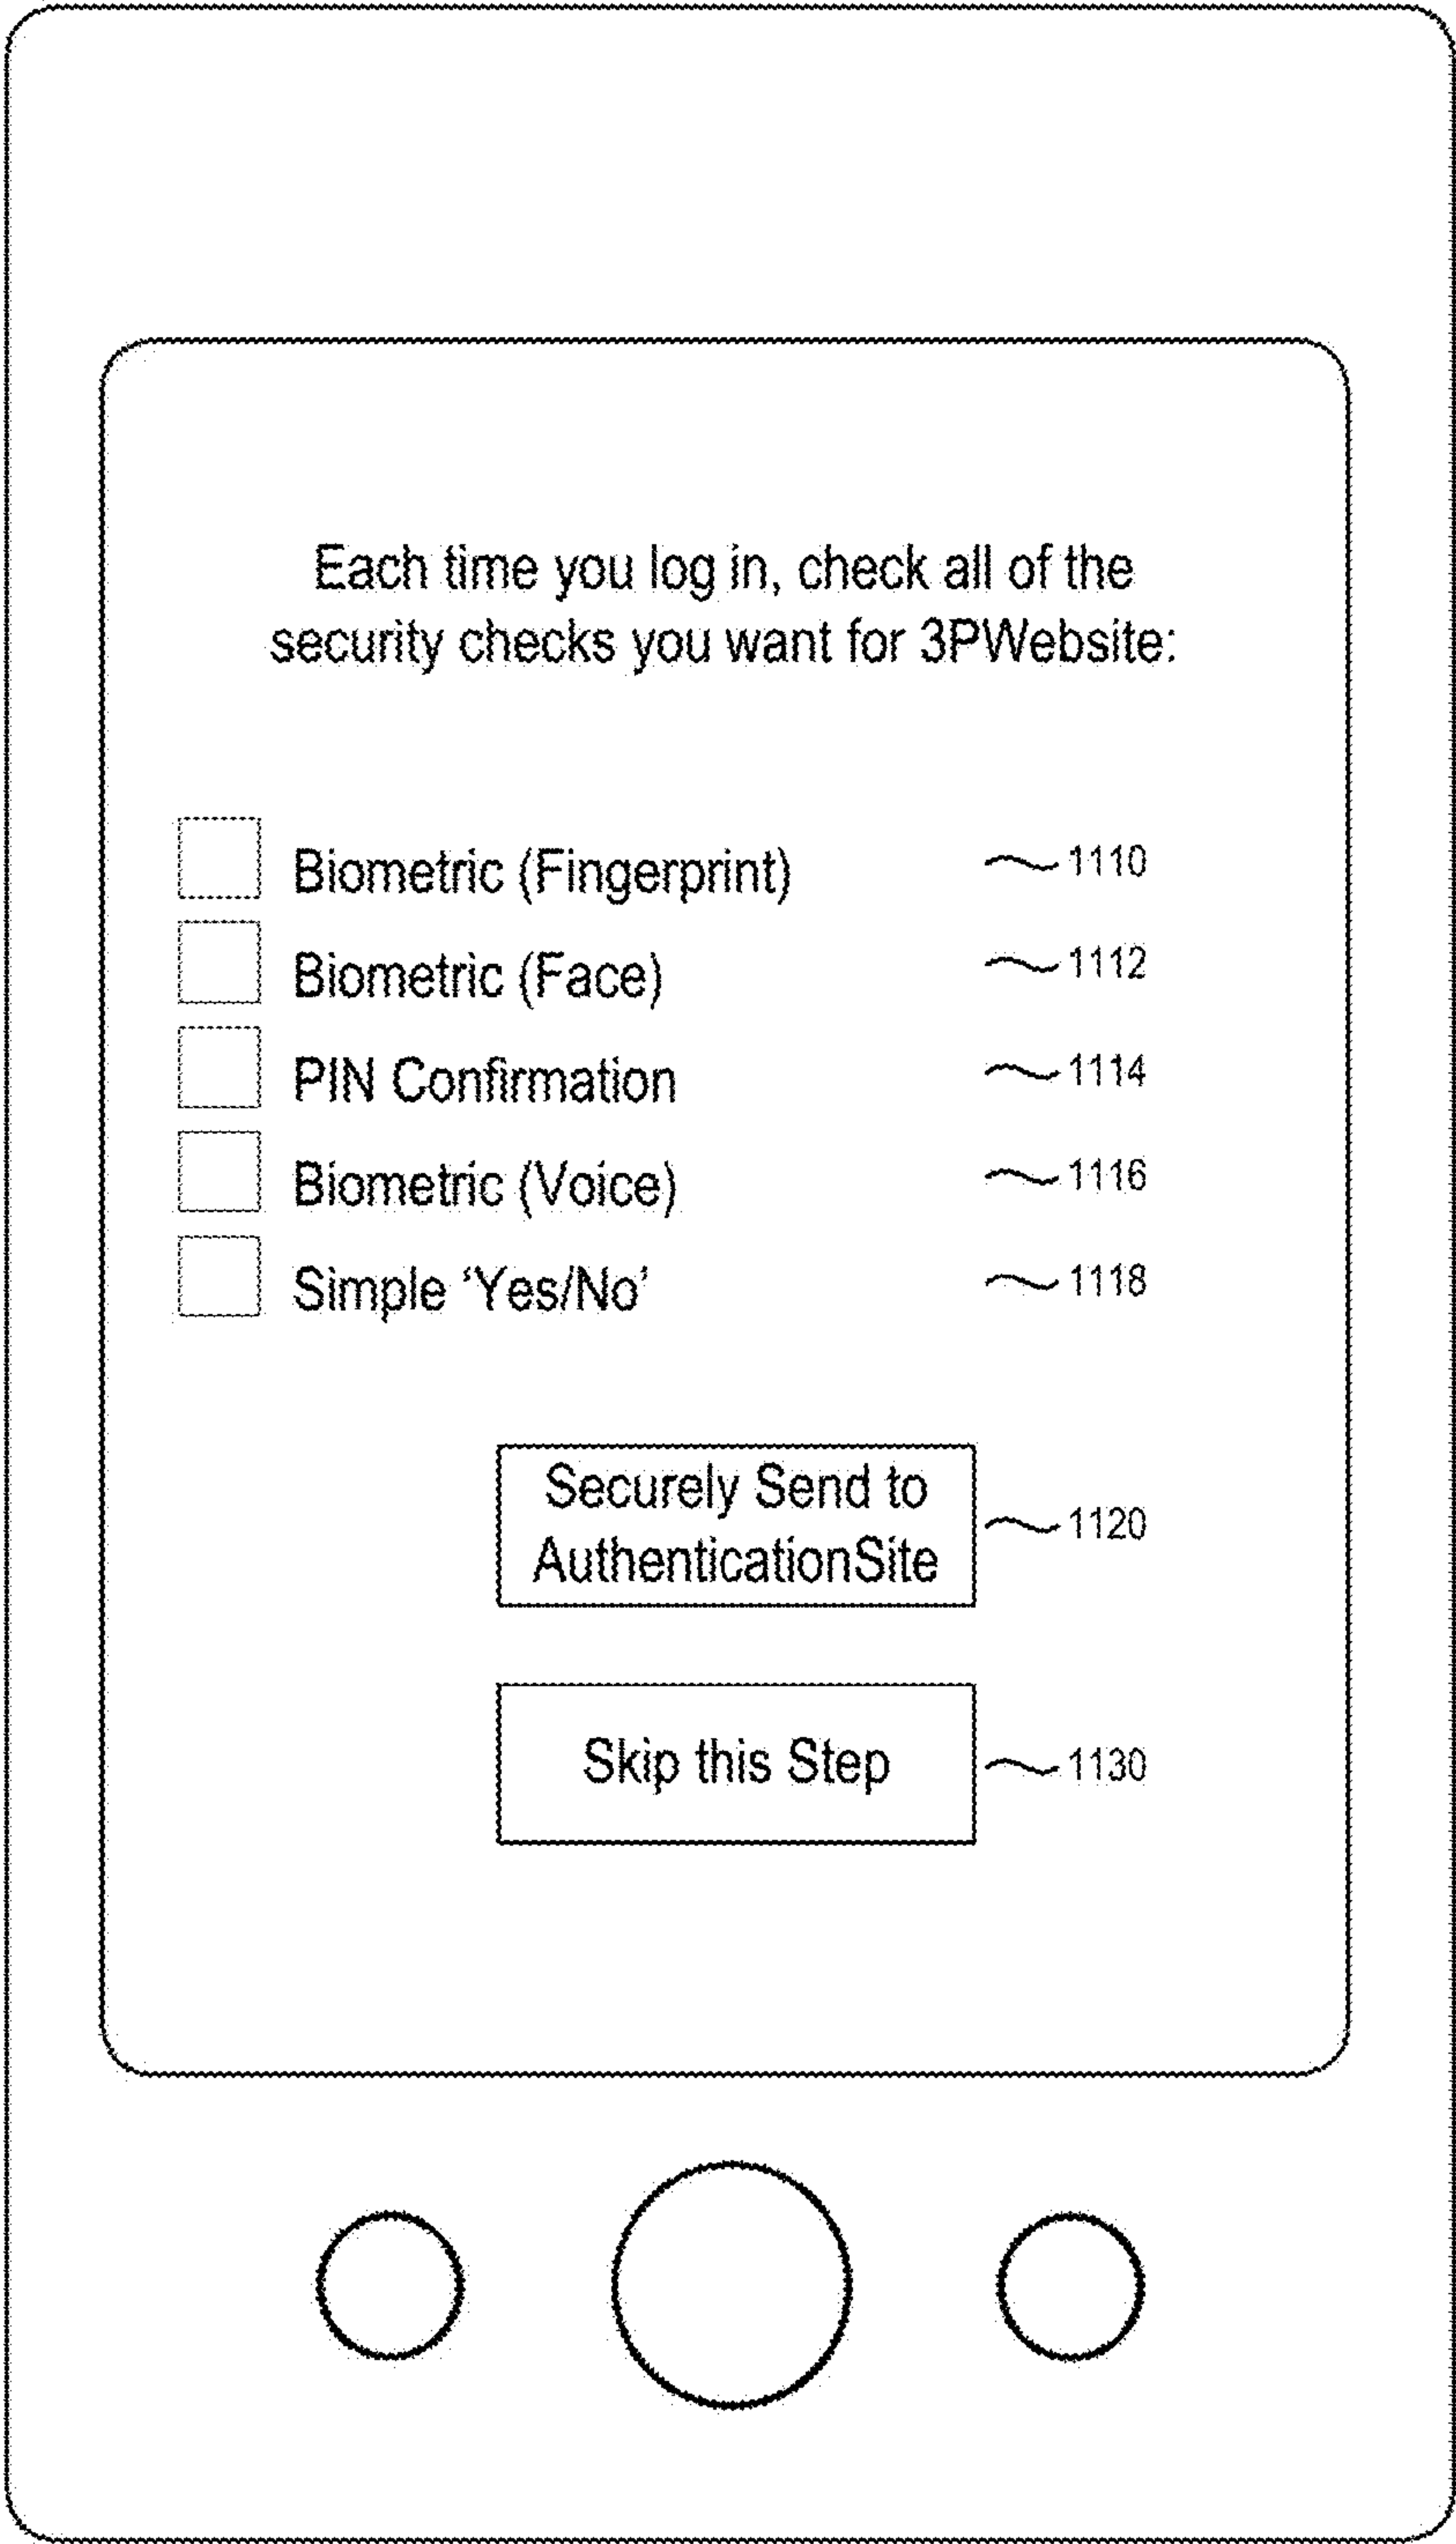 Each time you log in, check all of the
security checks you want for 3PWebsite:
Biometric (Fingerprint) 1110
Biometric (Face) 1112
PIN Confirmation 1114
Biometric (Voice) 1116
Simple ‘Yes/No’ 1118
Securely Send to
AuthenticationSite
1120
Skip this Step 1130